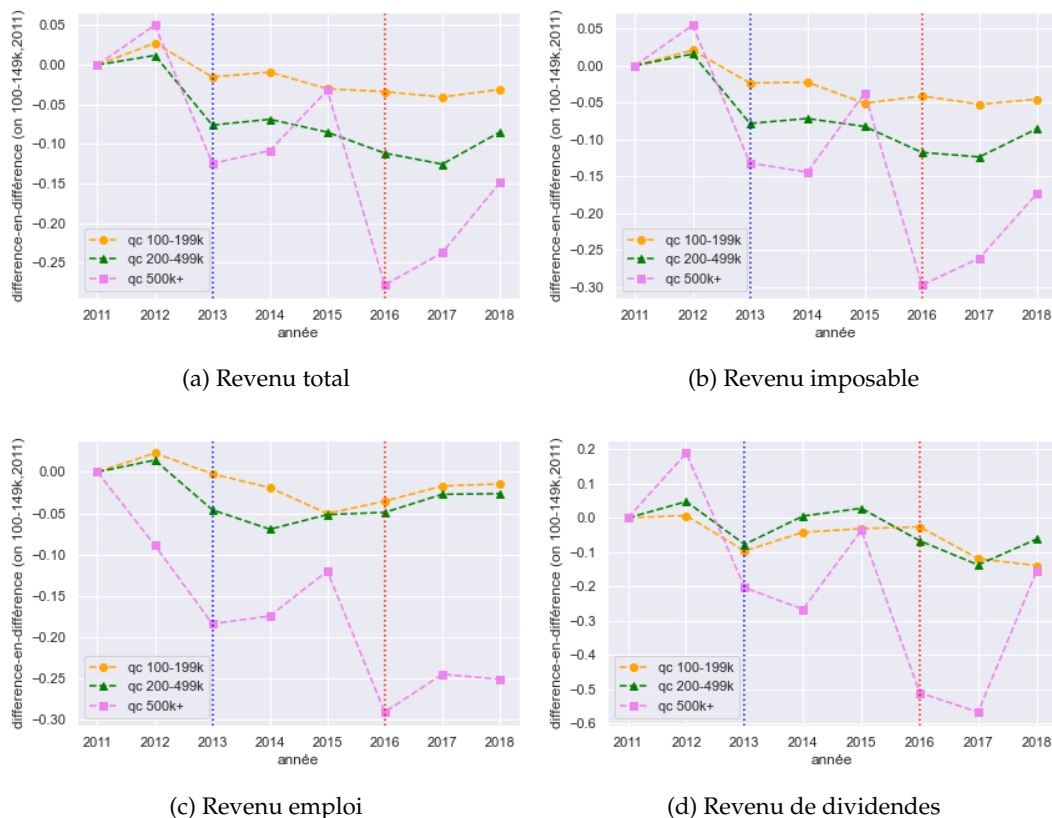 difference-en-différence (on 100-149k,2011)
0.05
0.00
−0.05
−0.10
−0.15
−0.20
−0.25
qc 100-199k
qc 200-499k
qc 500k+
2011 2012 2013 2014 2015 2016 2017 2018
année
(a) Revenu total
difference-en-différence (on 100-149k,2011)
0.05
0.00
−0.05
−0.10
−0.15
−0.20
−0.25
−0.30
qc 100-199k
qc 200-499k
qc 500k+
2011 2012 2013 2014 2015 2016 2017 2018
année
(b) Revenu imposable
difference-en-différence (on 100-149k,2011)
0.00
−0.05
−0.10
−0.15
−0.20
−0.25
−0.30
qc 100-199k
qc 200-499k
qc 500k+
2011 2012 2013 2014 2015 2016 2017 2018
année
(c) Revenu emploi
difference-en-différence (on 100-149k,2011)
0.2
0.1
0.0
−0.1
−0.2
−0.3
−0.4
−0.5
−0.6
qc 100-199k
qc 200-499k
qc 500k+
2011 2012 2013 2014 2015 2016 2017 2018
année
(d) Revenu de dividendes